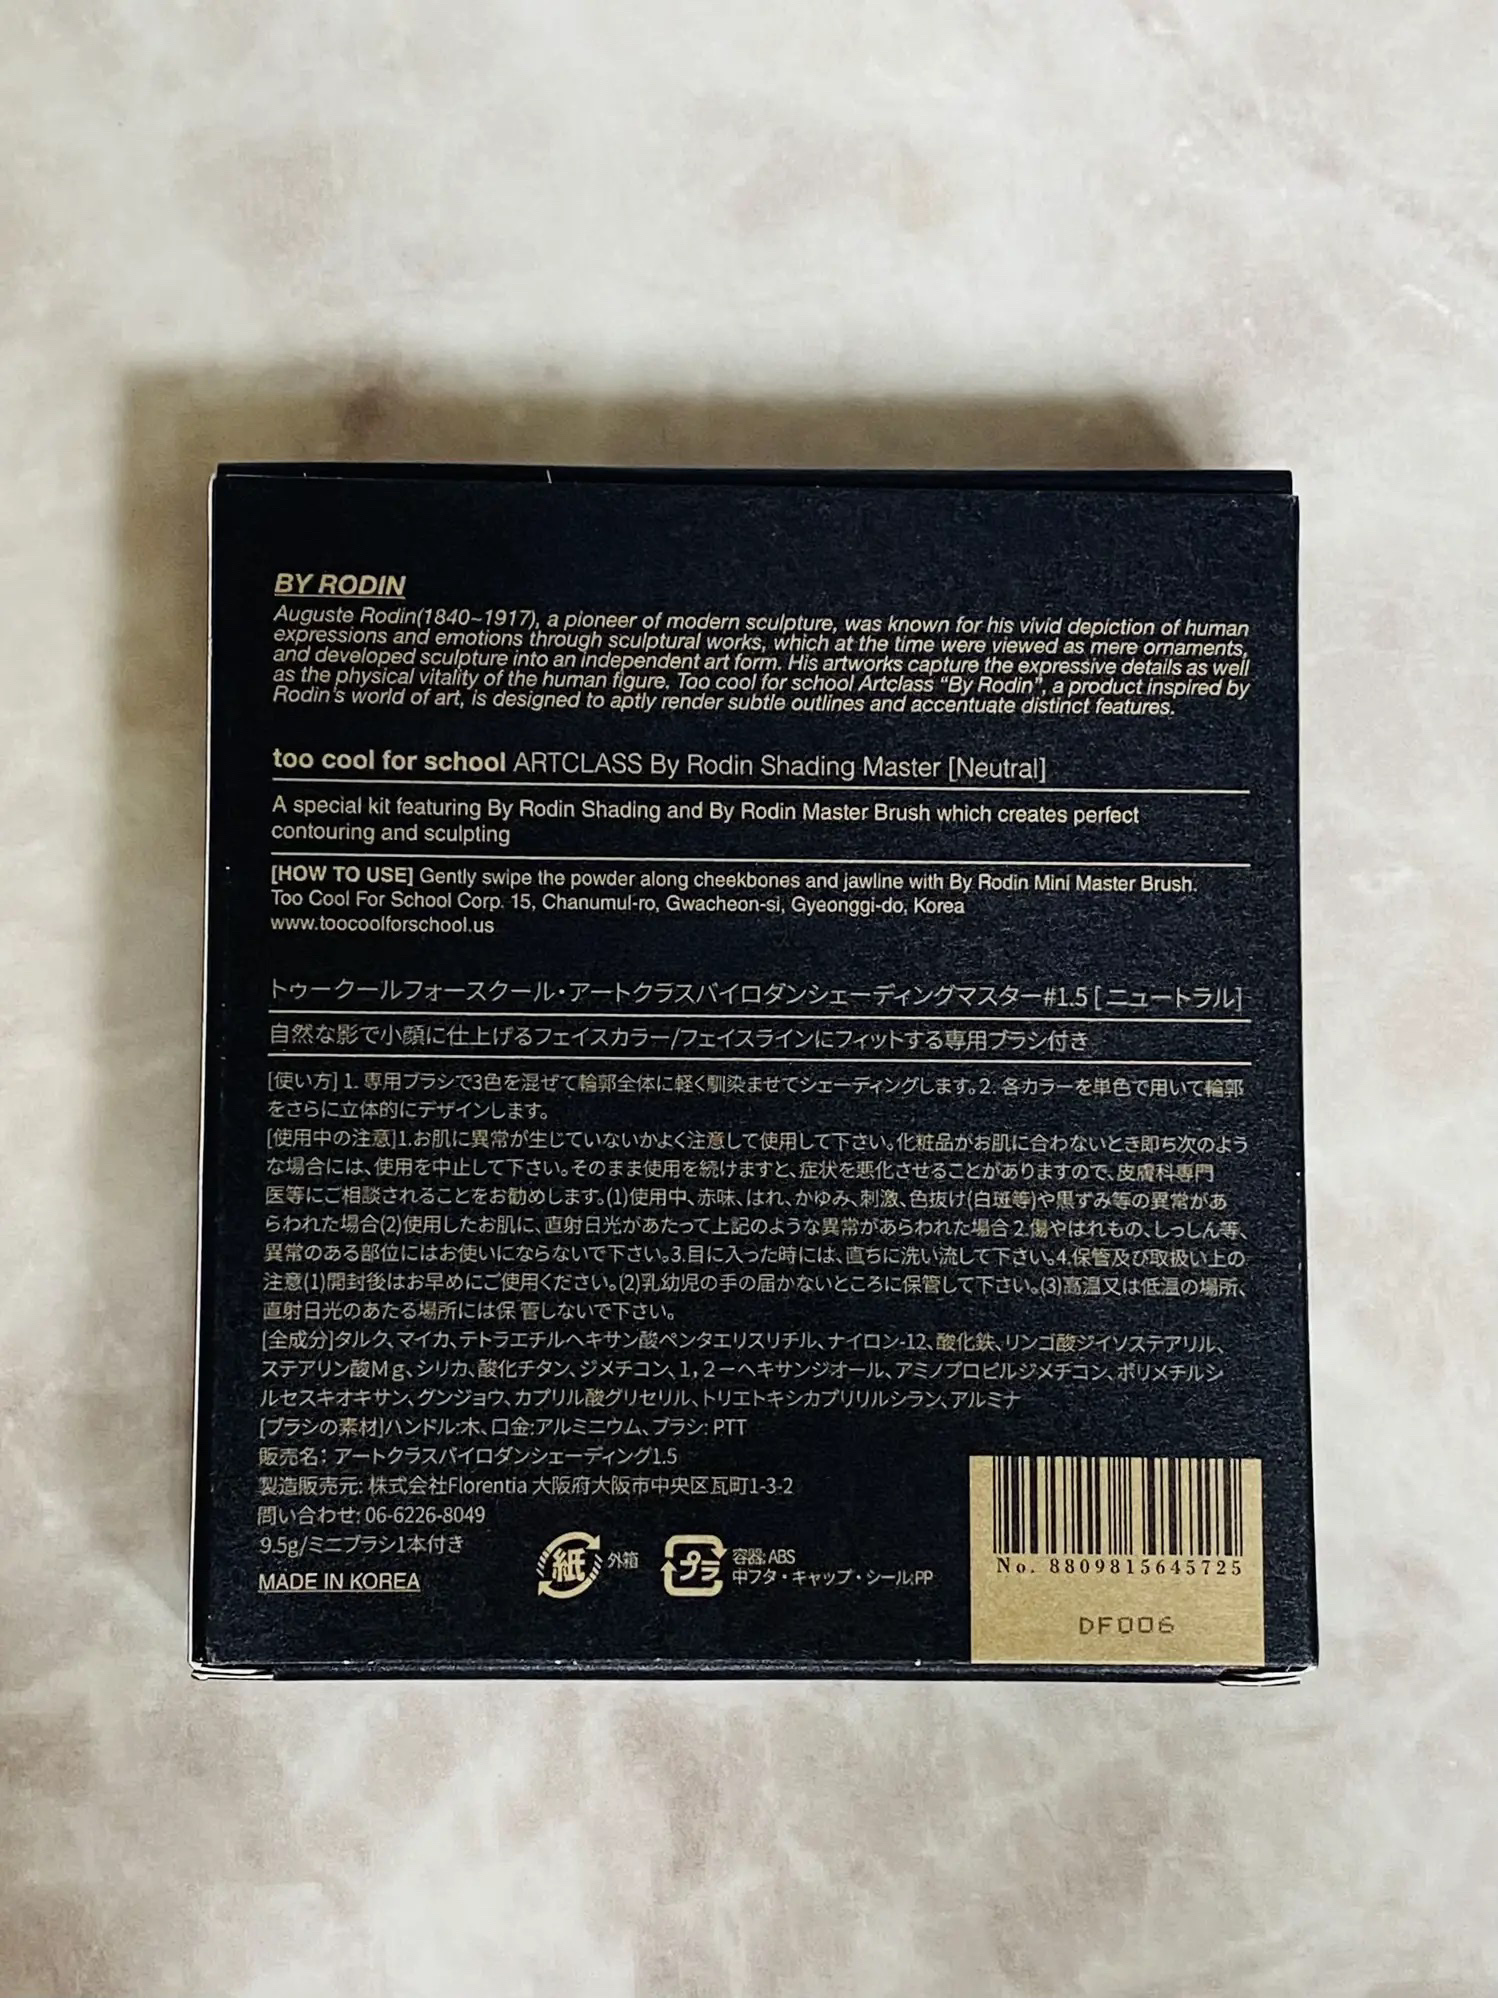 BY RODIN
Auguste Rodin(1840~1917), a pioneer of modern sculpture, was known for his vivid depiction of human
expressions and emotions through sculptural works, which at the time were viewed as mere ornaments,
and developed sculpture into an independent art form. His artworks capture the expressive details as well
as the physical vitality of the human figure. Too cool for school Artclass “By Rodin”, a product inspired by
Rodin's world of art, is designed to aptly render subtle outlines and accentuate distinct features.
too cool for school ARTCLASS By Rodin Shading Master [Neutral]
A special kit featuring By Rodin Shading and By Rodin Master Brush which creates perfect
contouring and sculpting
[HOW TO USE] Gently swipe the powder along cheekbones and jawline with By Rodin Mini Master Brush.
Too Cool For School Corp. 15, Chanumul-ro, Gwacheon-si, Gyeonggi-do, Korea
www.toocoolforschool.us
トゥークールフォースクール・アートクラスバイロダンシェーディングマスター#1.5 [ ニュートラル]
自然な影で小顔に仕上げるフェイスカラー/フェイスラインにフィットする専用ブラシ付き
[使い方] 1. 専用ブラシで3色を混ぜて輪郭全体に軽く馴染ませてシェーディングします。2. 各カラーを単色で用いて輪郭
をさらに立体的にデザインします。
[使用中の注意]1.お肌に異常が生じていないかよく注意して使用して下さい。化粧品がお肌に合わないとき即ち次のよう
な場合には、使用を中止して下さい。そのまま使用を続けますと、症状を悪化させることがありますので、皮膚科専門
医等にご相談されることをお勧めします。(1)使用中、赤味、はれ、かゆみ、刺激、色抜け(白斑等)や黒ずみ等の異常があ
らわれた場合(2)使用したお肌に、直射日光があたって上記のような異常があらわれた場合 2.傷やはれもの、しっしん等、
異常のある部位にはお使いにならないで下さい。3.目に入った時には、直ちに洗い流して下さい。4.保管及び取扱い上の
注意(1)開封後はお早めにご使用ください。(2)乳幼児の手の届かないところに保管して下さい。(3)高温又は低温の場所、
直射日光のあたる場所には保 管しないで下さい。
[全成分]タルク、マイカ、テトラエチルヘキサン酸ペンタエリスリチル、ナイロン-12、酸化鉄、リンゴ酸ジイソステアリル、
ステアリン酸Ｍｇ、シリカ、酸化チタン、ジメチコン、１，２－ヘキサンジオール、アミノプロピルジメチコン、ポリメチルシ
ルセスキオキサン、グンジョウ、カプリル酸グリセリル、トリエトキシカプリリルシラン、アルミナ
[ブラシの素材]ハンドル:木、口金:アルミニウム、ブラシ: PTT
販売名: アートクラスバイロダンシェーディング1.5
製造販売元: 株式会社Florentia 大阪府大阪市中央区瓦町1-3-2
問い合わせ: 06-6226-8049
9.5g/ミニブラシ1本付き
MADE IN KOREA
紙 外箱
プラ 容器: ABS
中フタ・キャップ・シール:PP
No. 8809815645725
DF006